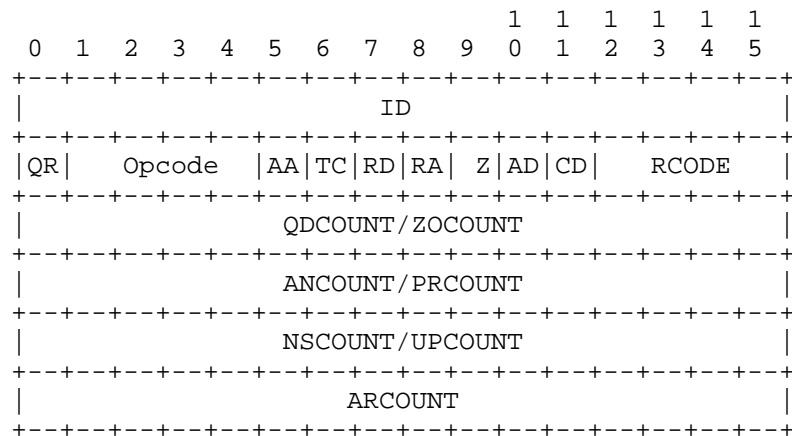 1  1  1  1  1  1
  0  1  2  3  4  5  6  7  8  9  0  1  2  3  4  5
+--+--+--+--+--+--+--+--+--+--+--+--+--+--+--+--+
|                      ID                       |
+--+--+--+--+--+--+--+--+--+--+--+--+--+--+--+--+
|QR|   Opcode  |AA|TC|RD|RA| Z|AD|CD|   RCODE   |
+--+--+--+--+--+--+--+--+--+--+--+--+--+--+--+--+
|                QDCOUNT/ZOCOUNT                |
+--+--+--+--+--+--+--+--+--+--+--+--+--+--+--+--+
|                ANCOUNT/PRCOUNT                |
+--+--+--+--+--+--+--+--+--+--+--+--+--+--+--+--+
|                NSCOUNT/UPCOUNT                |
+--+--+--+--+--+--+--+--+--+--+--+--+--+--+--+--+
|                    ARCOUNT                    |
+--+--+--+--+--+--+--+--+--+--+--+--+--+--+--+--+